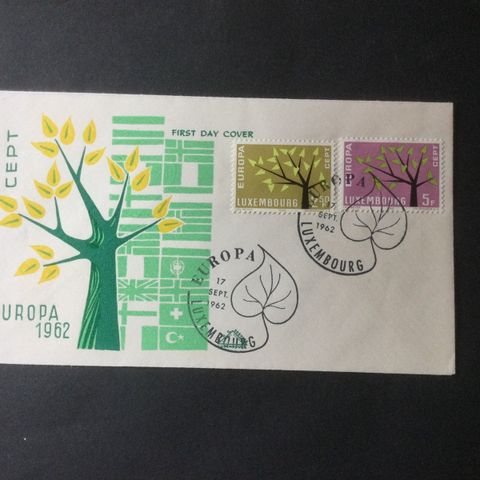 CEPT
EUROPA
1962
FIRST DAY COVER
EUROPA
CEPT
LUXEMBOURG
EUROPA
CEPT
LUXEMBOURG 5F
EUROPA
17
SEPT.
1962
LUXEMBOURG
EUROPA
SEPT.
1962
LUXEMBOURG